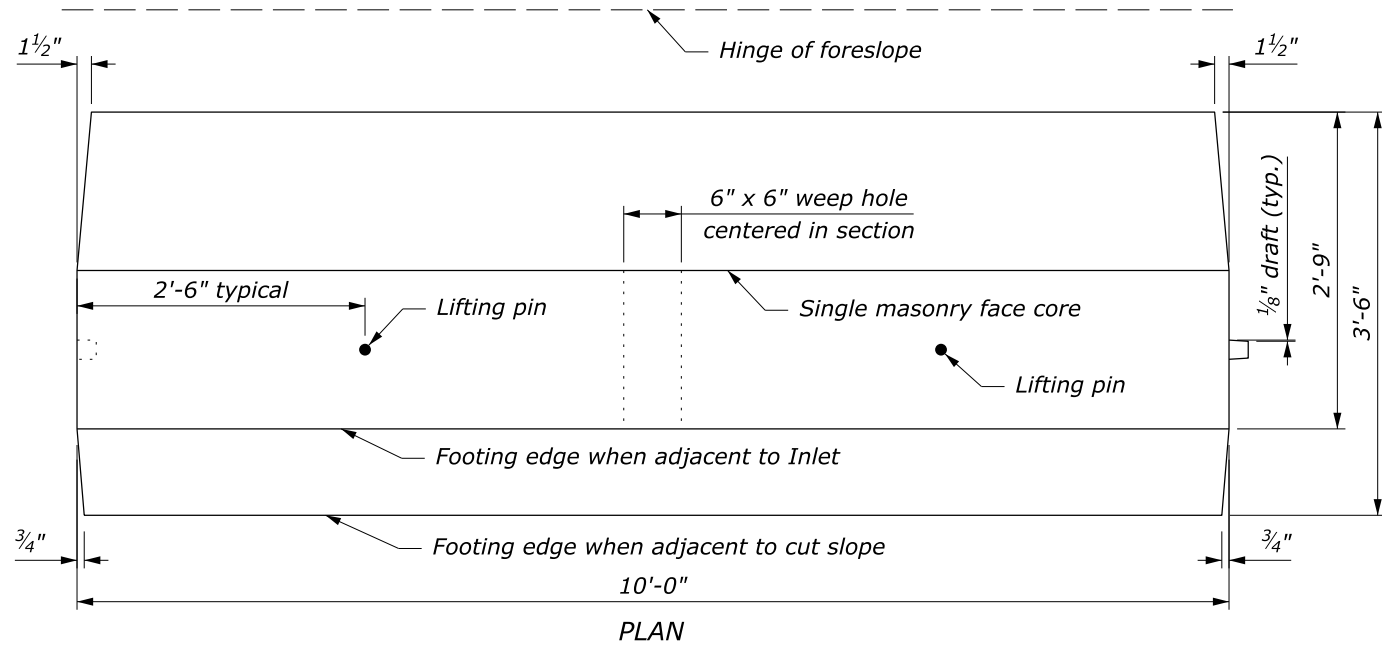 Hinge of foreslope
1½"
1½"
6" x 6" weep hole
centered in section
⅛" draft (typ.)
2'-9"
3'-6"
2'-6" typical
Lifting pin
Single masonry face core
Lifting pin
Footing edge when adjacent to Inlet
Footing edge when adjacent to cut slope
¾"
¾"
10'-0"
PLAN